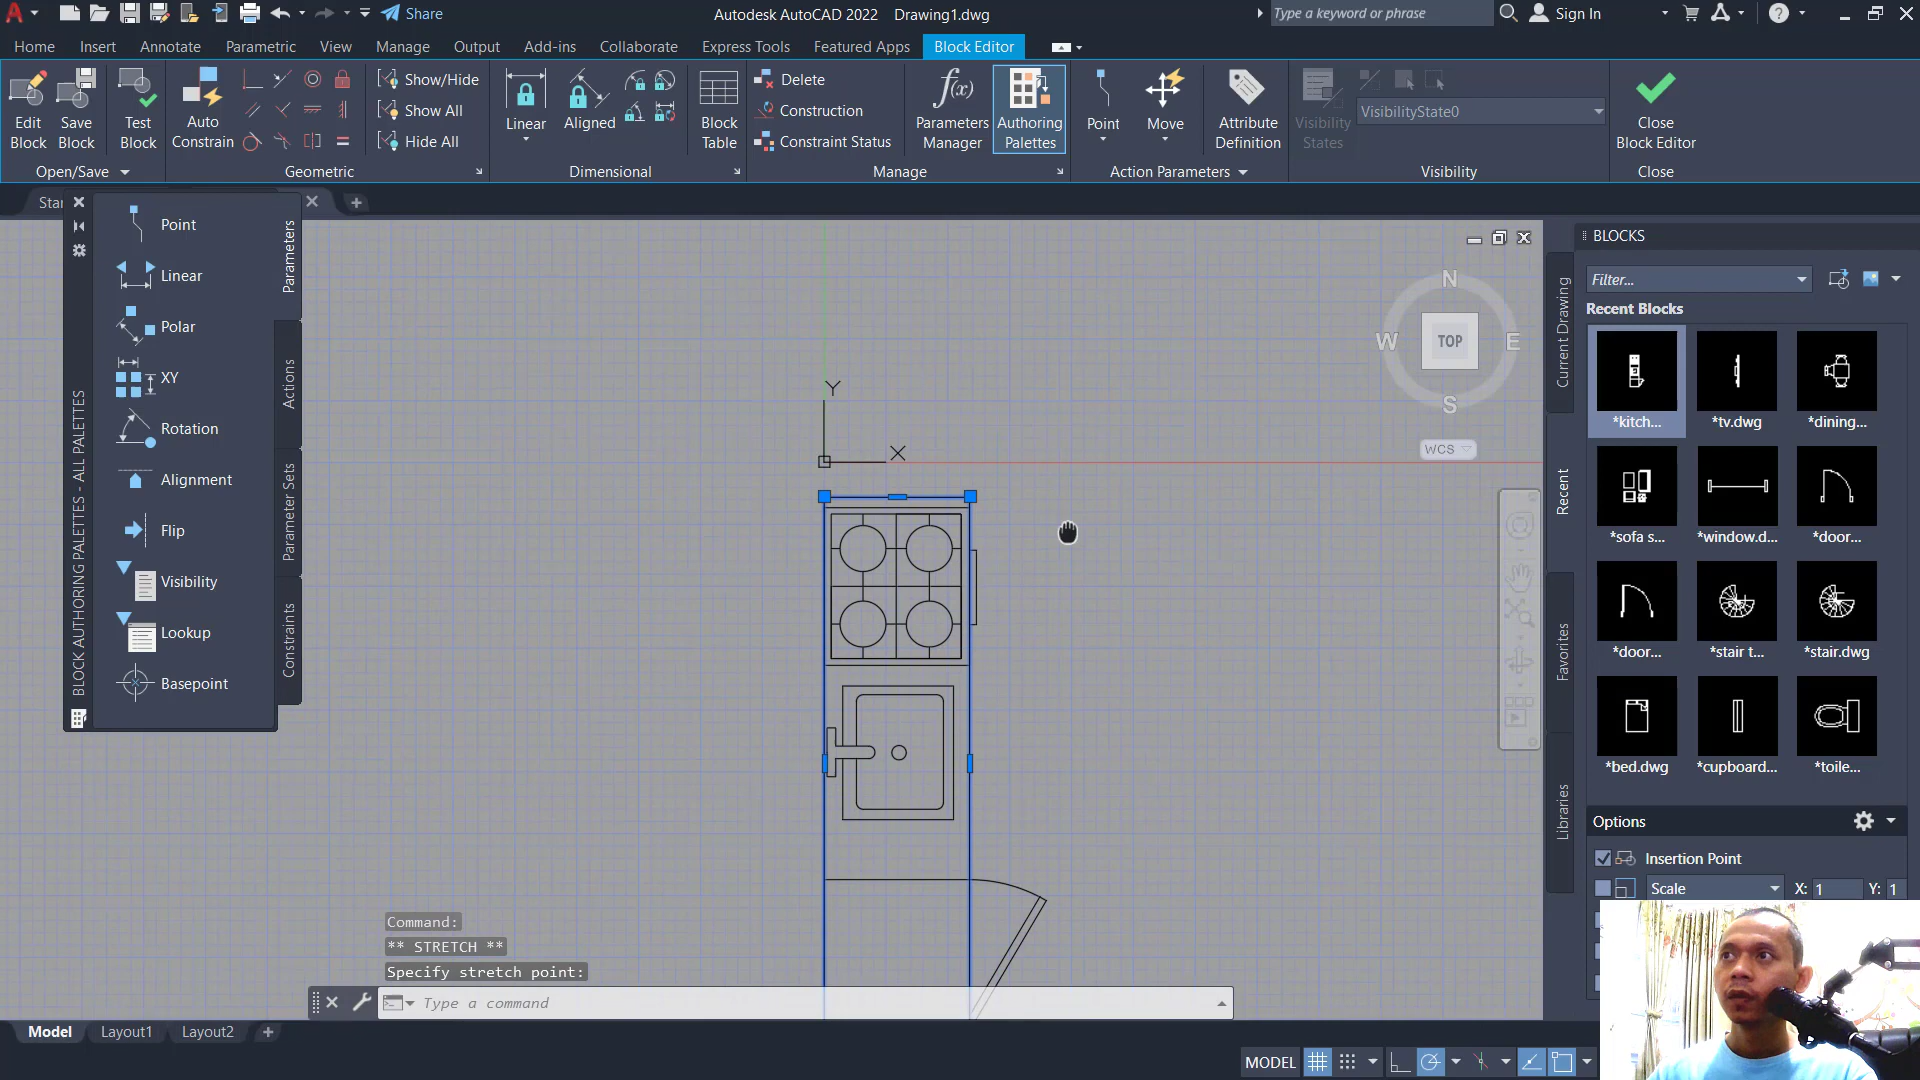 Share
Autodesk AutoCAD 2022 Drawing1.dwg
Type a keyword or phrase
Sign In
Home Insert Annotate Parametric View Manage Output Add-ins Collaborate Express Tools Featured Apps Block Editor
Edit Block
Save Block
Test Block
Open/Save
Auto Constrain
Show/Hide
Show All
Hide All
Geometric
Linear
Aligned
Dimensional
Block Table
Delete
Construction
Constraint Status
Parameters Manager
Authoring Palettes
Manage
Point
Move
Action Parameters
Attribute Definition
Visibility States
VisibilityState0
Visibility
Close Block Editor
Close
Star
Point
Linear
Polar
XY
Rotation
Alignment
Flip
Visibility
Lookup
Basepoint
Parameters
Actions
Parameter Sets
Constraints
BLOCK AUTHORING PALETTES - ALL PALETTES
Y
X
N
W
TOP
E
S
WCS
Command:
** STRETCH **
Specify stretch point:
Type a command
Current Drawing
Recent
Favorites
Libraries
BLOCKS
Filter...
Recent Blocks
*kitch... *tv.dwg *dining...
*sofa s... *window.d... *door...
*door... *stair t... *stair.dwg
*bed.dwg *cupboard... *toile...
Options
Insertion Point
Scale X: 1 Y: 1
Model Layout1 Layout2
MODEL